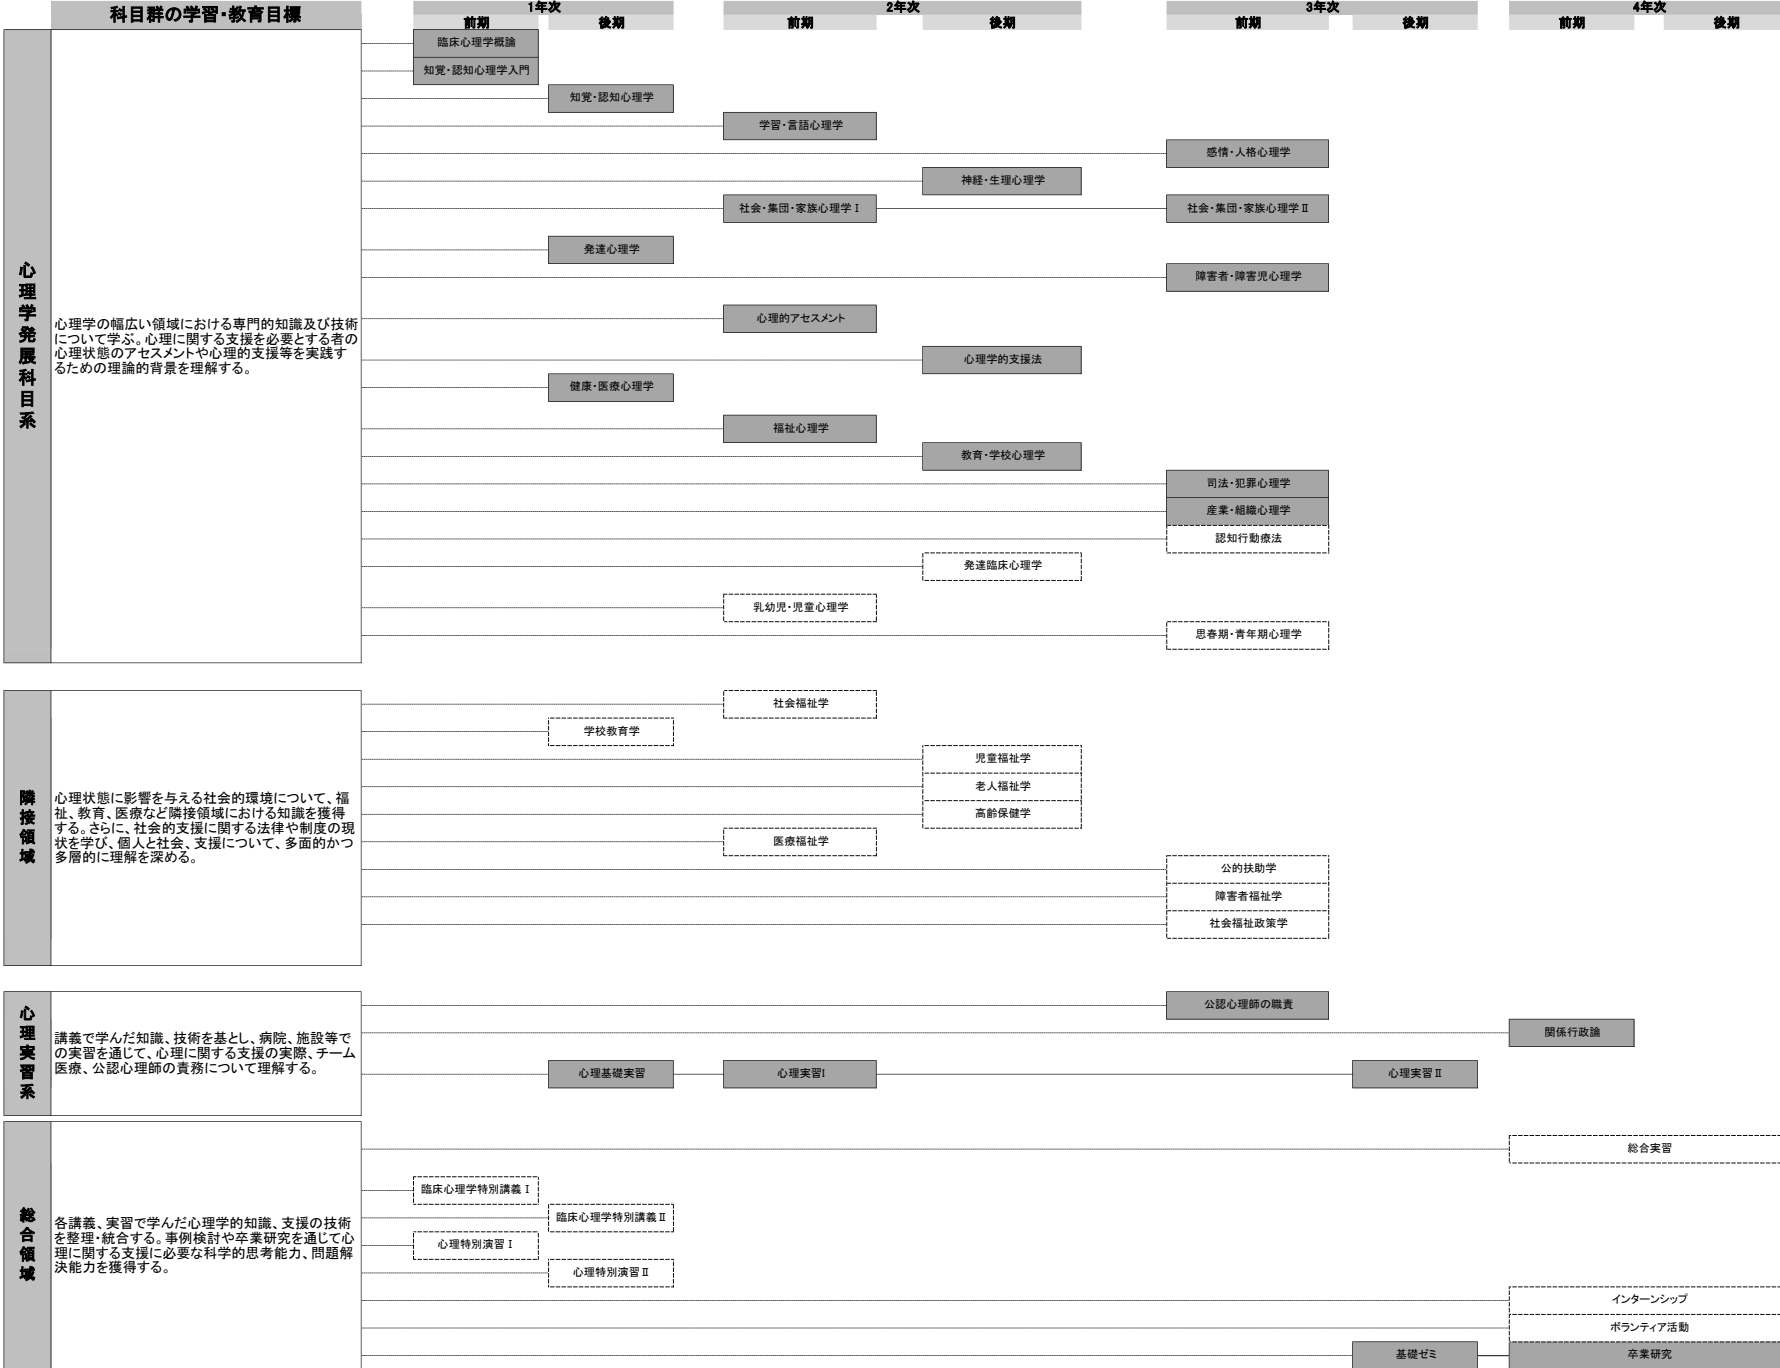 科目群の学習・教育目標
1年次
2年次
3年次
4年次
前期
後期
前期
後期
前期
後期
前期
後期
心理学発展科目系
心理学の幅広い領域における専門的知識及び技術
について学ぶ。心理に関する支援を必要とする者の
心理状態のアセスメントや心理的支援等を実践す
るための理論的背景を理解する。
臨床心理学概論
知覚・認知心理学入門
知覚・認知心理学
学習・言語心理学
感情・人格心理学
神経・生理心理学
社会・集団・家族心理学Ⅰ
社会・集団・家族心理学Ⅱ
発達心理学
障害者・障害児心理学
心理的アセスメント
心理学的支援法
健康・医療心理学
福祉心理学
教育・学校心理学
司法・犯罪心理学
産業・組織心理学
認知行動療法
発達臨床心理学
乳幼児・児童心理学
思春期・青年期心理学
隣接領域
心理状態に影響を与える社会的環境について、福
祉、教育、医療など隣接領域における知識を獲得
する。さらに、社会的支援に関する法律や制度の現
状を学び、個人と社会、支援について、多面的かつ
多層的に理解を深める。
社会福祉学
学校教育学
児童福祉学
老人福祉学
高齢保健学
医療福祉学
公的扶助学
障害者福祉学
社会福祉政策学
心理実習系
講義で学んだ知識、技術を基とし、病院、施設等で
の実習を通じて、心理に関する支援の実際、チーム
医療、公認心理師の責務について理解する。
公認心理師の職責
関係行政論
心理基礎実習
心理実習I
心理実習Ⅱ
総合領域
各講義、実習で学んだ心理学的知識、支援の技術
を整理・統合する。事例検討や卒業研究を通じて心
理に関する支援に必要な科学的思考能力、問題解
決能力を獲得する。
総合実習
臨床心理学特別講義Ⅰ
臨床心理学特別講義Ⅱ
心理特別演習Ⅰ
心理特別演習Ⅱ
インターンシップ
ボランティア活動
基礎ゼミ
卒業研究